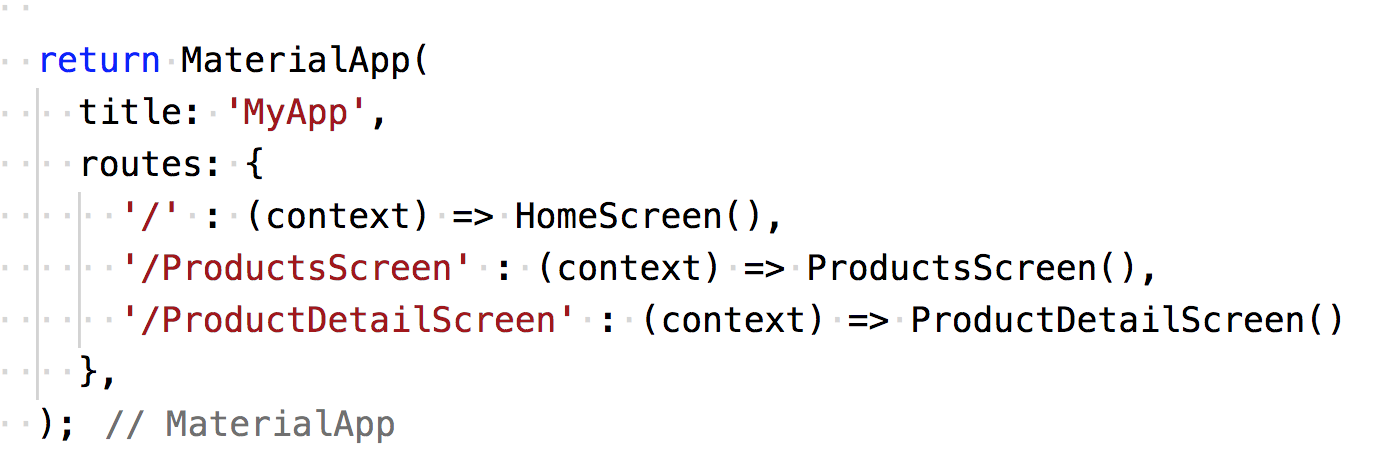 return MaterialApp(
title: 'MyApp',
routes: {
'/' : (context) => HomeScreen(),
'/ProductsScreen' : (context) => ProductsScreen(),
'/ProductDetailScreen' : (context) => ProductDetailScreen()
},
); // MaterialApp